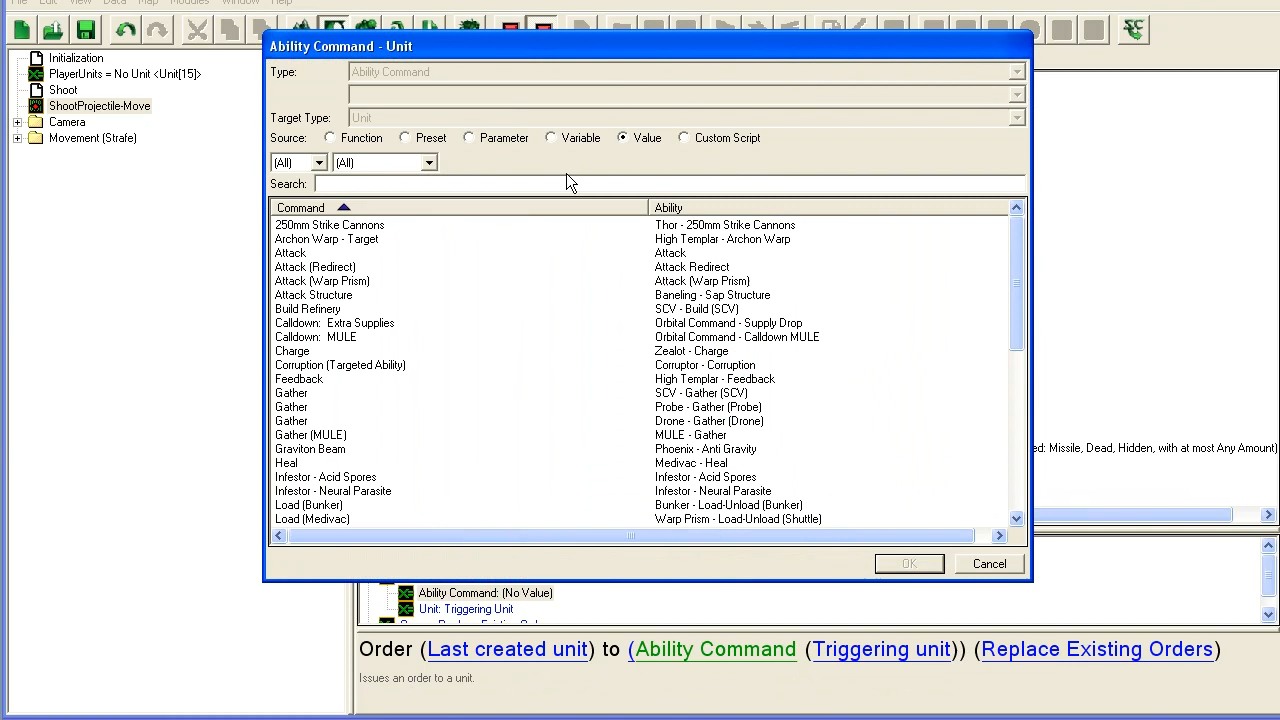 File Edit View Data Map Modules Window Help
Ability Command - Unit
Initialization
PlayerUnits = No Unit <Unit[15]>
Shoot
ShootProjectile-Move
Camera
Movement (Strafe)
Type: Ability Command
Target Type: Unit
Source: Function Preset Parameter Variable Value Custom Script
(All) (All)
Search:
Command Ability
250mm Strike Cannons Thor - 250mm Strike Cannons
Archon Warp - Target High Templar - Archon Warp
Attack Attack
Attack (Redirect) Attack Redirect
Attack (Warp Prism) Attack (Warp Prism)
Attack Structure Baneling - Sap Structure
Build Refinery SCV - Build (SCV)
Calldown: Extra Supplies Orbital Command - Supply Drop
Calldown: MULE Orbital Command - Calldown MULE
Charge Zealot - Charge
Corruption (Targeted Ability) Corruptor - Corruption
Feedback High Templar - Feedback
Gather SCV - Gather (SCV)
Gather Probe - Gather (Probe)
Gather Drone - Gather (Drone)
Gather (MULE) MULE - Gather
Graviton Beam Phoenix - Anti Gravity
Heal Medivac - Heal
Infestor - Acid Spores Infestor - Acid Spores
Infestor - Neural Parasite Infestor - Neural Parasite
Load (Bunker) Bunker - Load-Unload (Bunker)
Load (Medivac) Warp Prism - Load-Unload (Shuttle)
ed: Missile, Dead, Hidden, with at most Any Amount)
OK Cancel
Ability Command: (No Value)
Unit: Triggering Unit
Order (Last created unit) to (Ability Command (Triggering unit)) (Replace Existing Orders)
Issues an order to a unit.